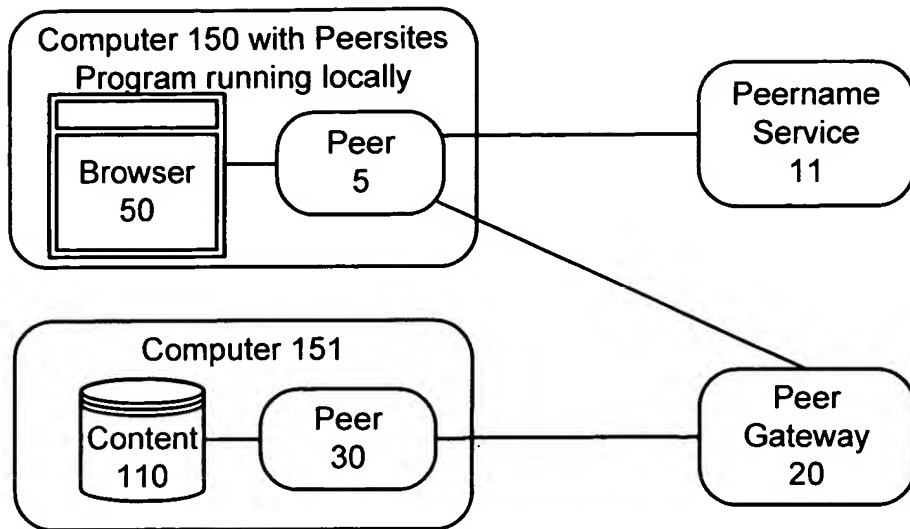 Computer 150 with Peersites
Program running locally
Browser
50
Peer
5
Peername
Service
11
Computer 151
Content
110
Peer
30
Peer
Gateway
20